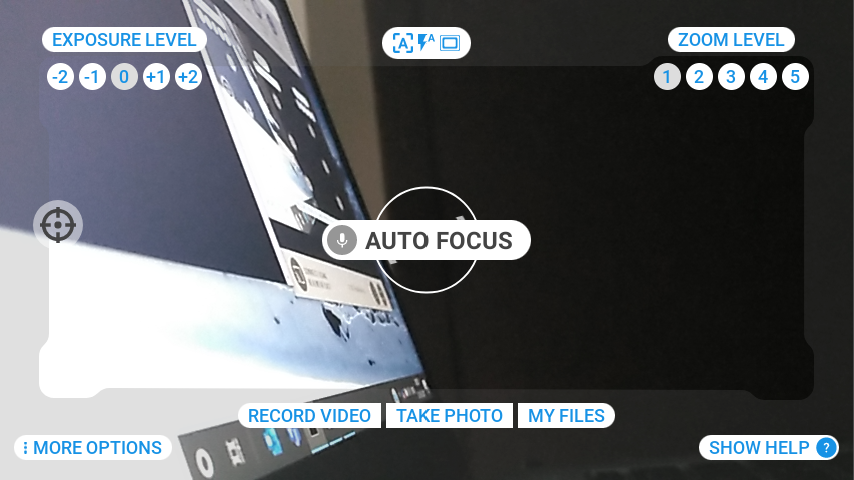 EXPOSURE LEVEL
ZOOM LEVEL
-2 -1 0 +1 +2
1 2 3 4 5
AUTO FOCUS
RECORD VIDEO TAKE PHOTO MY FILES
MORE OPTIONS
SHOW HELP ?